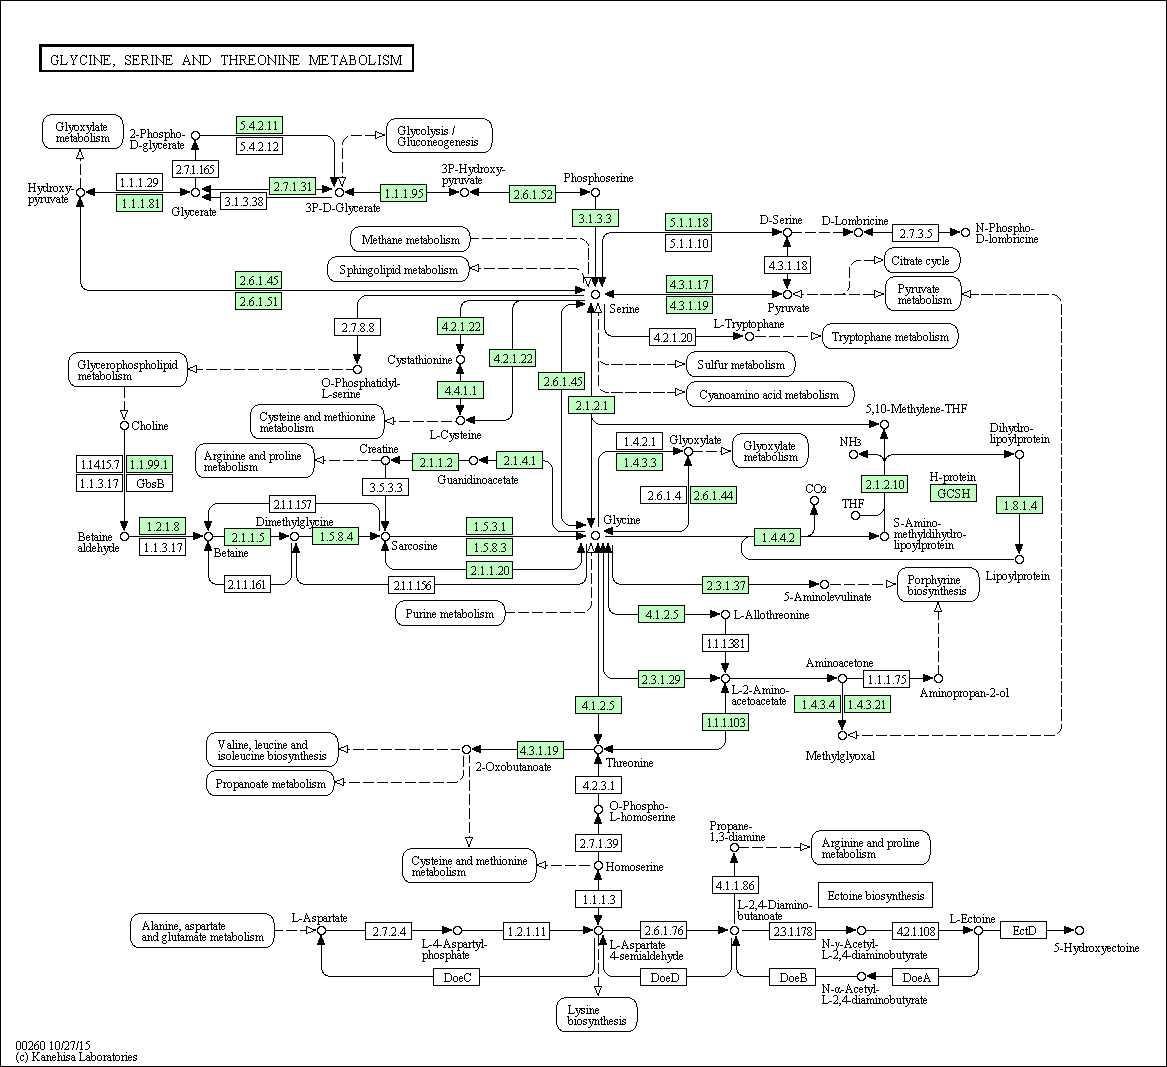 GLYCINE, SERINE AND THREONINE METABOLISM
Glyoxylate
metabolism
2-Phospho-
D-glycerate
5.4.2.11
5.4.2.12
Glycolysis /
Gluconeogenesis
2.7.1.165
3P-Hydroxy-
pyruvate
Phosphoserine
Hydroxy-
pyruvate
1.1.1.29
1.1.1.81
Glycerate
2.7.1.31
3.1.3.38
3P-D-Glycerate
1.1.1.95
2.6.1.52
3.1.3.3
5.1.1.18
5.1.1.10
D-Serine
D-Lombricine
2.7.3.5
N-Phospho-
D-lombricine
Methane metabolism
Sphingolipid metabolism
4.3.1.18
Citrate cycle
2.6.1.45
2.6.1.51
4.3.1.17
4.3.1.19
Pyruvate
Pyruvate
metabolism
Serine
2.7.8.8
4.2.1.22
L-Tryptophane
4.2.1.20
Tryptophane metabolism
Glycerophospholipid
metabolism
Cystathionine
4.2.1.22
Sulfur metabolism
O-Phosphatidyl-
L-serine
4.4.1.1
2.6.1.45
Cyanoamino acid metabolism
2.1.2.1
Choline
Cysteine and methionine
metabolism
L-Cysteine
5,10-Methylene-THF
Arginine and proline
metabolism
Creatine
2.1.1.2
Guanidinoacetate
2.1.4.1
1.4.2.1
1.4.3.3
Glyoxylate
Glyoxylate
metabolism
NH3
Dihydro-
lipoylprotein
1.14.15.7
1.1.99.1
1.1.3.17
GbsB
3.5.3.3
2.6.1.4
2.6.1.44
CO2
2.1.2.10
H-protein
GCSH
THF
1.8.1.4
2.1.1.157
Dimethylglycine
Betaine
aldehyde
1.2.1.8
1.1.3.17
Betaine
2.1.1.5
1.5.8.4
Sarcosine
1.5.3.1
1.5.8.3
Glycine
1.4.4.2
S-Amino-
methyldihydro-
lipoylprotein
2.1.1.20
Lipoylprotein
2.1.1.161
2.1.1.156
2.3.1.37
5-Aminolevulinate
Porphyrine
biosynthesis
Purine metabolism
4.1.2.5
L-Allothreonine
1.1.1.381
Aminoacetone
2.3.1.29
L-2-Amino-
acetoacetate
1.1.1.75
Aminopropan-2-ol
4.1.2.5
1.1.1.103
1.4.3.4
1.4.3.21
Methylglyoxal
Valine, leucine and
isoleucine biosynthesis
4.3.1.19
2-Oxobutanoate
Threonine
Propanoate metabolism
4.2.3.1
O-Phospho-
L-homoserine
2.7.1.39
Propane-
1,3-diamine
Arginine and proline
metabolism
Cysteine and methionine
metabolism
Homoserine
4.1.1.86
Ectoine biosynthesis
1.1.1.3
Alanine, aspartate
and glutamate metabolism
L-Aspartate
2.7.2.4
L-4-Aspartyl-
phosphate
1.2.1.11
L-Aspartate
4-semialdehyde
2.6.1.76
L-2,4-Diamino-
butanoate
2.3.1.178
N-γ-Acetyl-
L-2,4-diaminobutyrate
4.2.1.108
L-Ectoine
EctD
5-Hydroxyectoine
DoeC
DoeD
DoeB
N-α-Acetyl-
L-2,4-diaminobutyrate
DoeA
Lysine
biosynthesis
00260 10/27/15
(c) Kanehisa Laboratories